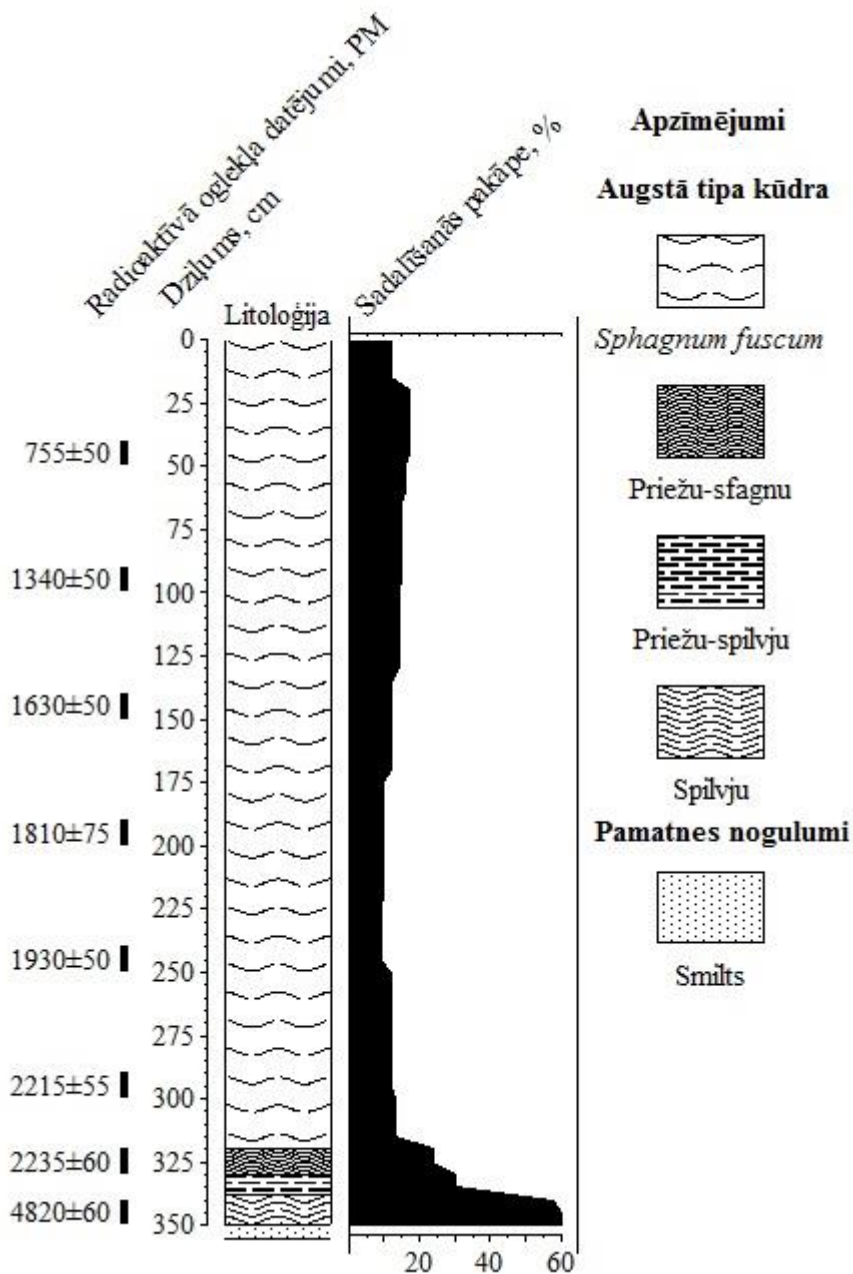 Radioaktīvā oglekļa datējumi, PM
Dziļums, cm
Litoloģija
Sadalīšanās pakāpe, %
0
25
50
75
100
125
150
175
200
225
250
275
300
325
350
755±50
1340±50
1630±50
1810±75
1930±50
2215±55
2235±60
4820±60
20
40
60
Apzīmējumi
Augstā tipa kūdra
Sphagnum fuscum
Priežu-sfagnu
Priežu-spilvju
Spilvju
Pamatnes nogulumi
Smilts